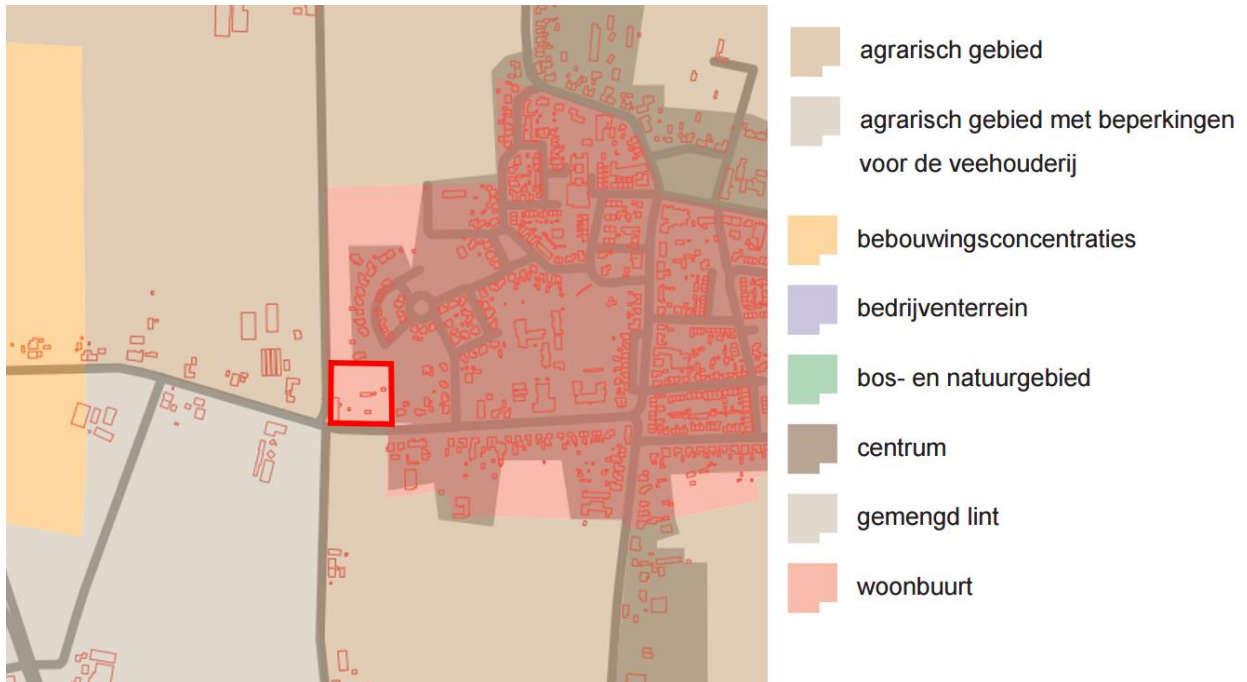 agrarisch gebied
agrarisch gebied met beperkingen
voor de veehouderij
bebouwingsconcentraties
bedrijventerrein
bos- en natuurgebied
centrum
gemengd lint
woonbuurt